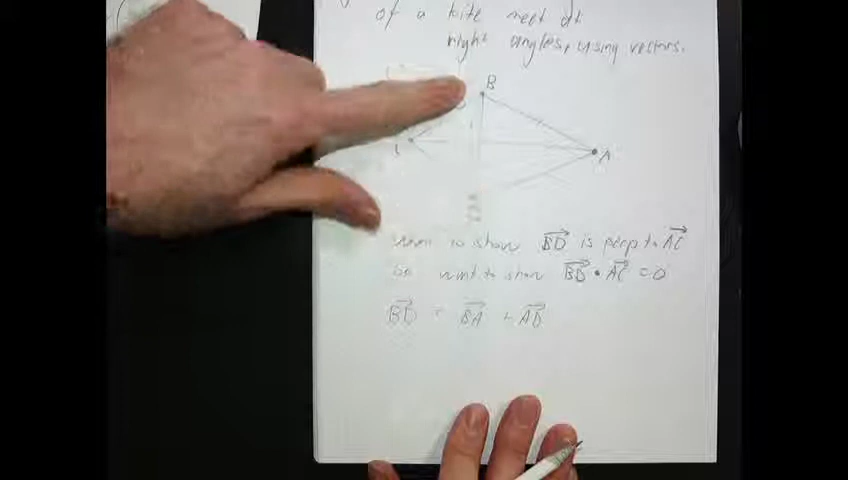 of a kite meet at
right angles, using vectors.
B
A
want to show BD is perp to AC
so want to show BD • AC = 0
BD = BA + AD